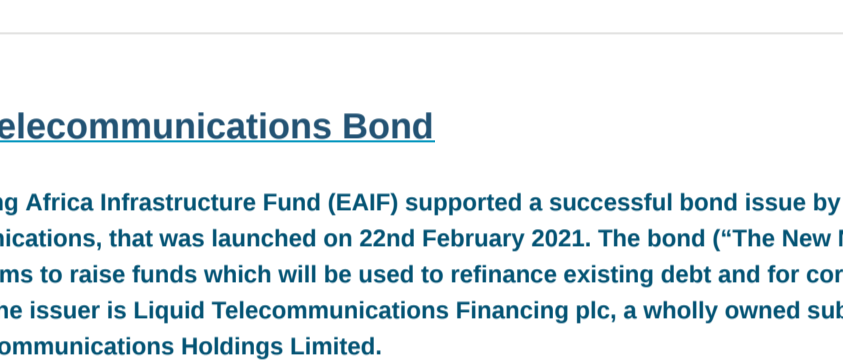 elecommunications Bond
ng Africa Infrastructure Fund (EAIF) supported a successful bond issue by
nications, that was launched on 22nd February 2021. The bond (“The New
ms to raise funds which will be used to refinance existing debt and for cor
he issuer is Liquid Telecommunications Financing plc, a wholly owned sub
ommunications Holdings Limited.